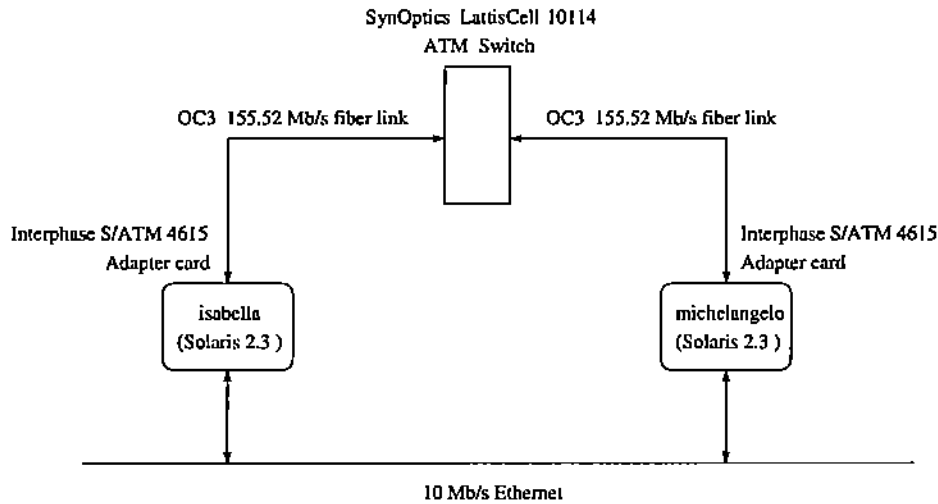 SynOptics LattisCell 10114
ATM Switch
OC3 155.52 Mb/s fiber link
OC3 155.52 Mb/s fiber link
Interphase S/ATM 4615
Adapter card
Interphase S/ATM 4615
Adapter card
isabella
(Solaris 2.3 )
michelangelo
(Solaris 2.3 )
10 Mb/s Ethernet